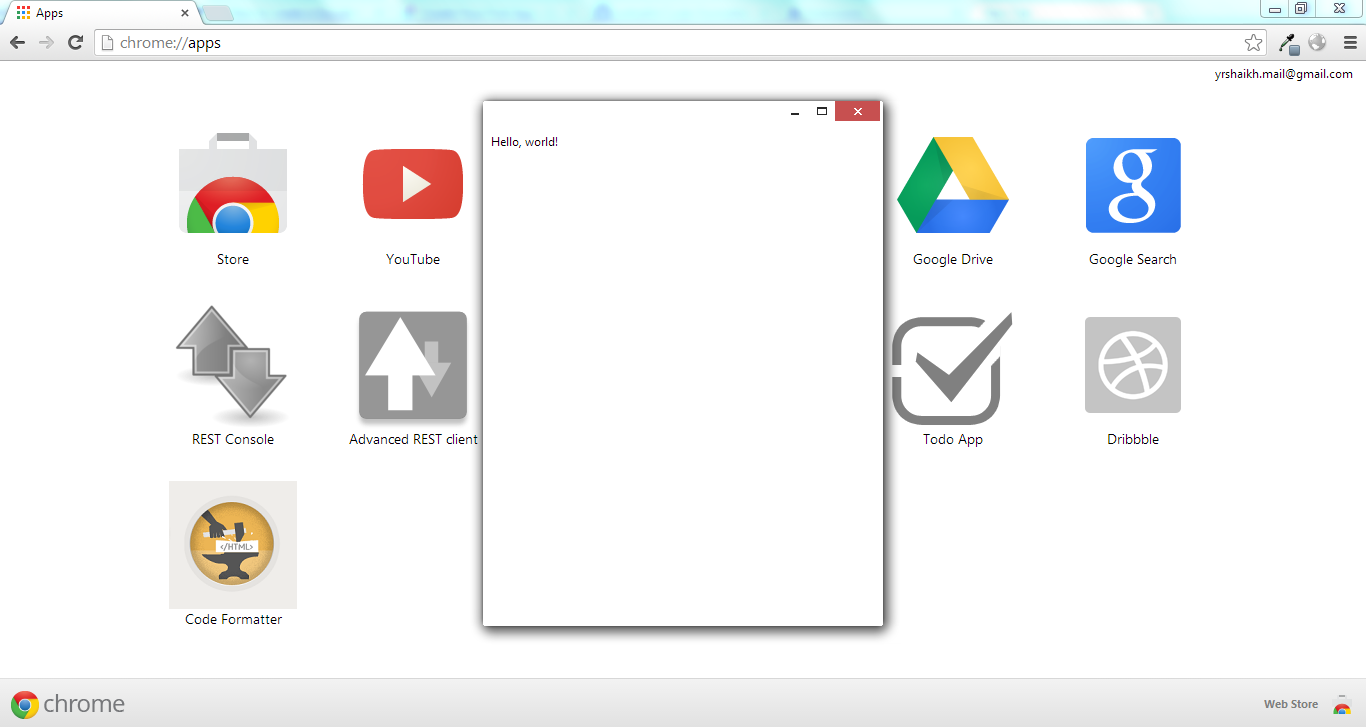 Apps
chrome://apps
yrshaikh.mail@gmail.com
Hello, world!
Store
YouTube
Google Drive
Google Search
g
REST Console
Advanced REST client
Todo App
Dribbble
</HTML>
Code Formatter
chrome
Web Store